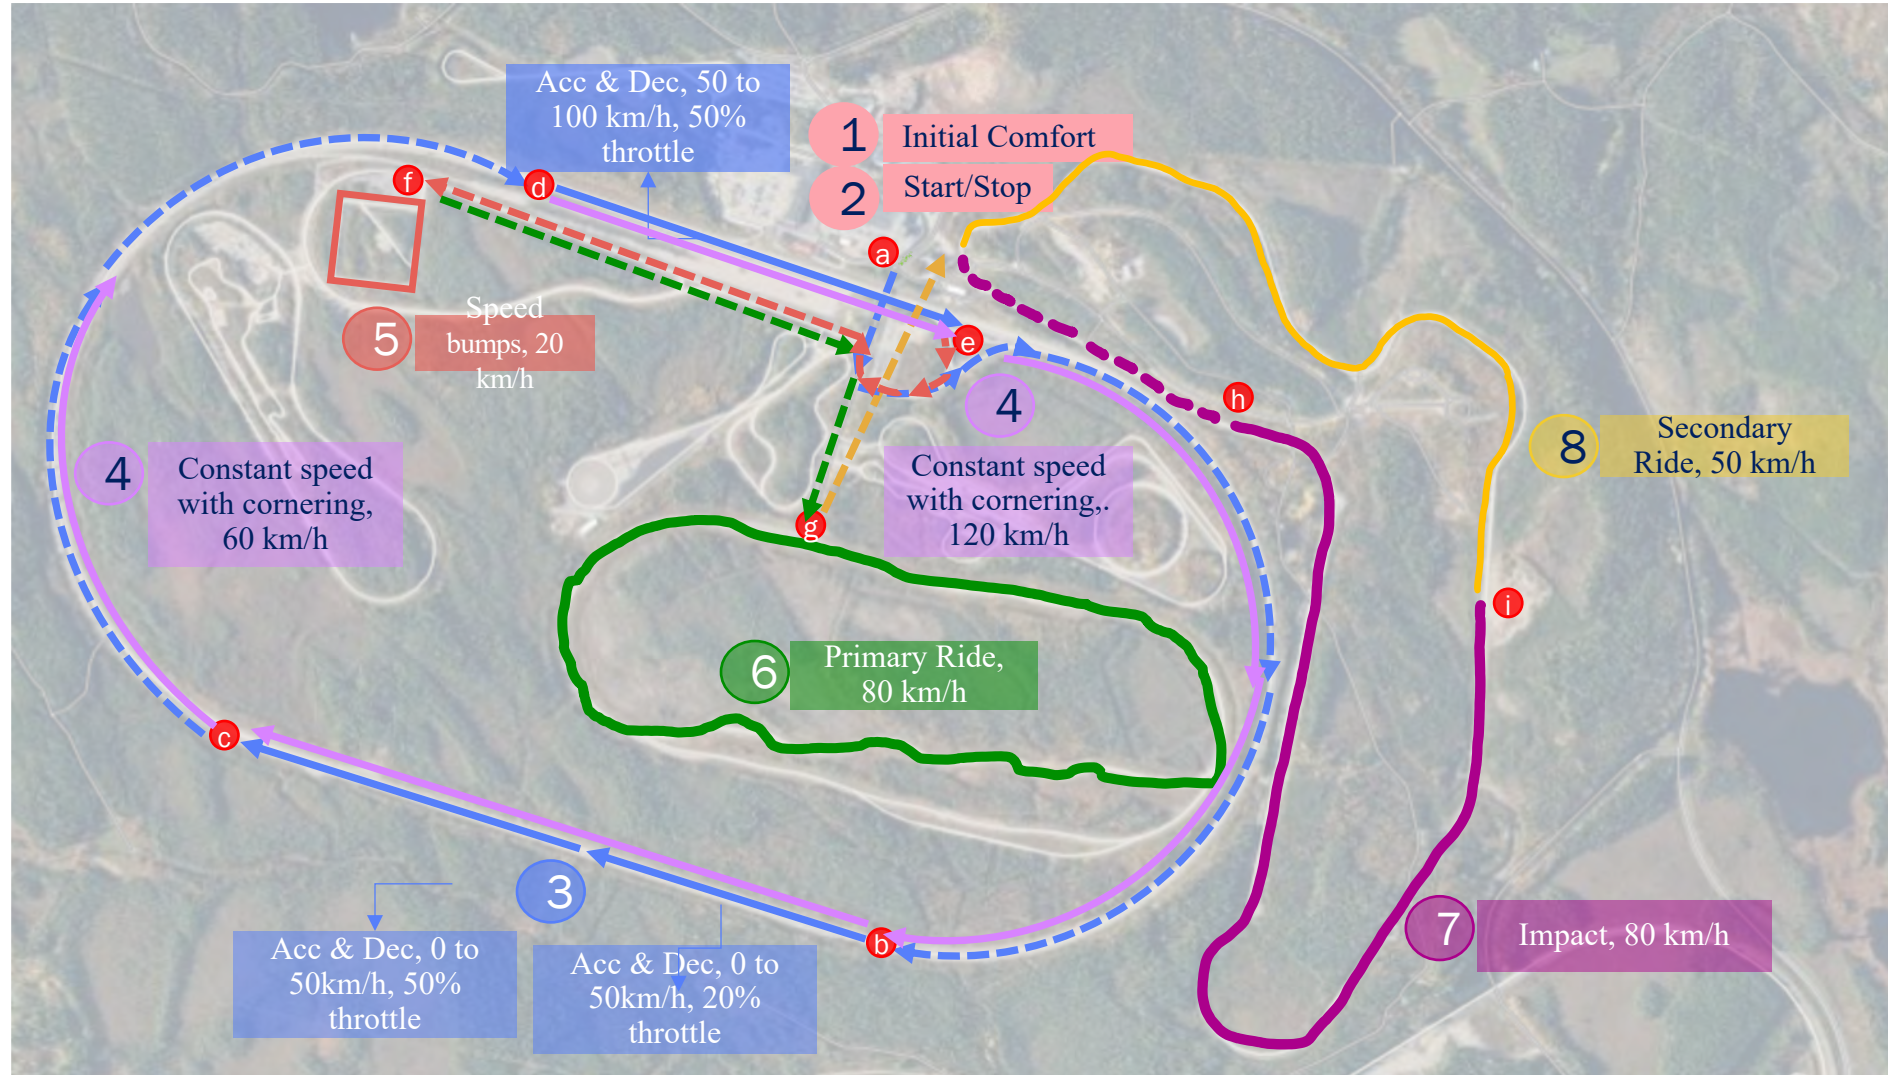 Acc & Dec, 50 to
100 km/h, 50%
throttle
1
Initial Comfort
2
Start/Stop
f
d
a
e
5
Speed
bumps, 20
km/h
4
Constant speed
with cornering,
60 km/h
4
Constant speed
with cornering,.
120 km/h
h
8
Secondary
Ride, 50 km/h
g
i
6
Primary Ride,
80 km/h
c
b
3
Acc & Dec, 0 to
50km/h, 50%
throttle
Acc & Dec, 0 to
50km/h, 20%
throttle
7
Impact, 80 km/h